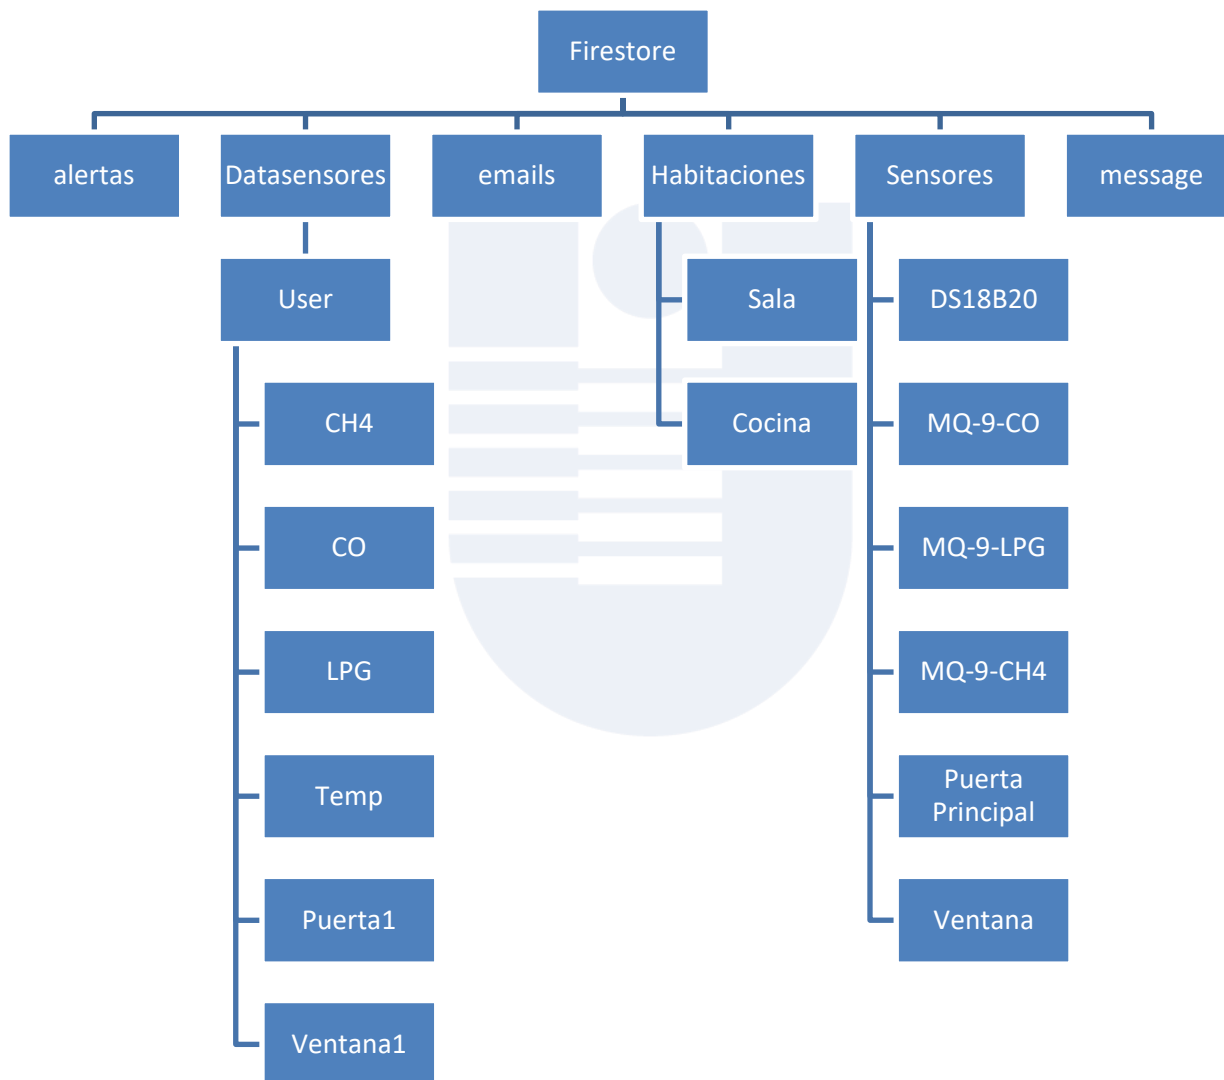 Firestore
alertas
Datasensores
emails
Habitaciones
Sensores
message
User
Sala
DS18B20
CH4
Cocina
MQ-9-CO
CO
MQ-9-LPG
LPG
MQ-9-CH4
Temp
Puerta
Principal
Puerta1
Ventana
Ventana1